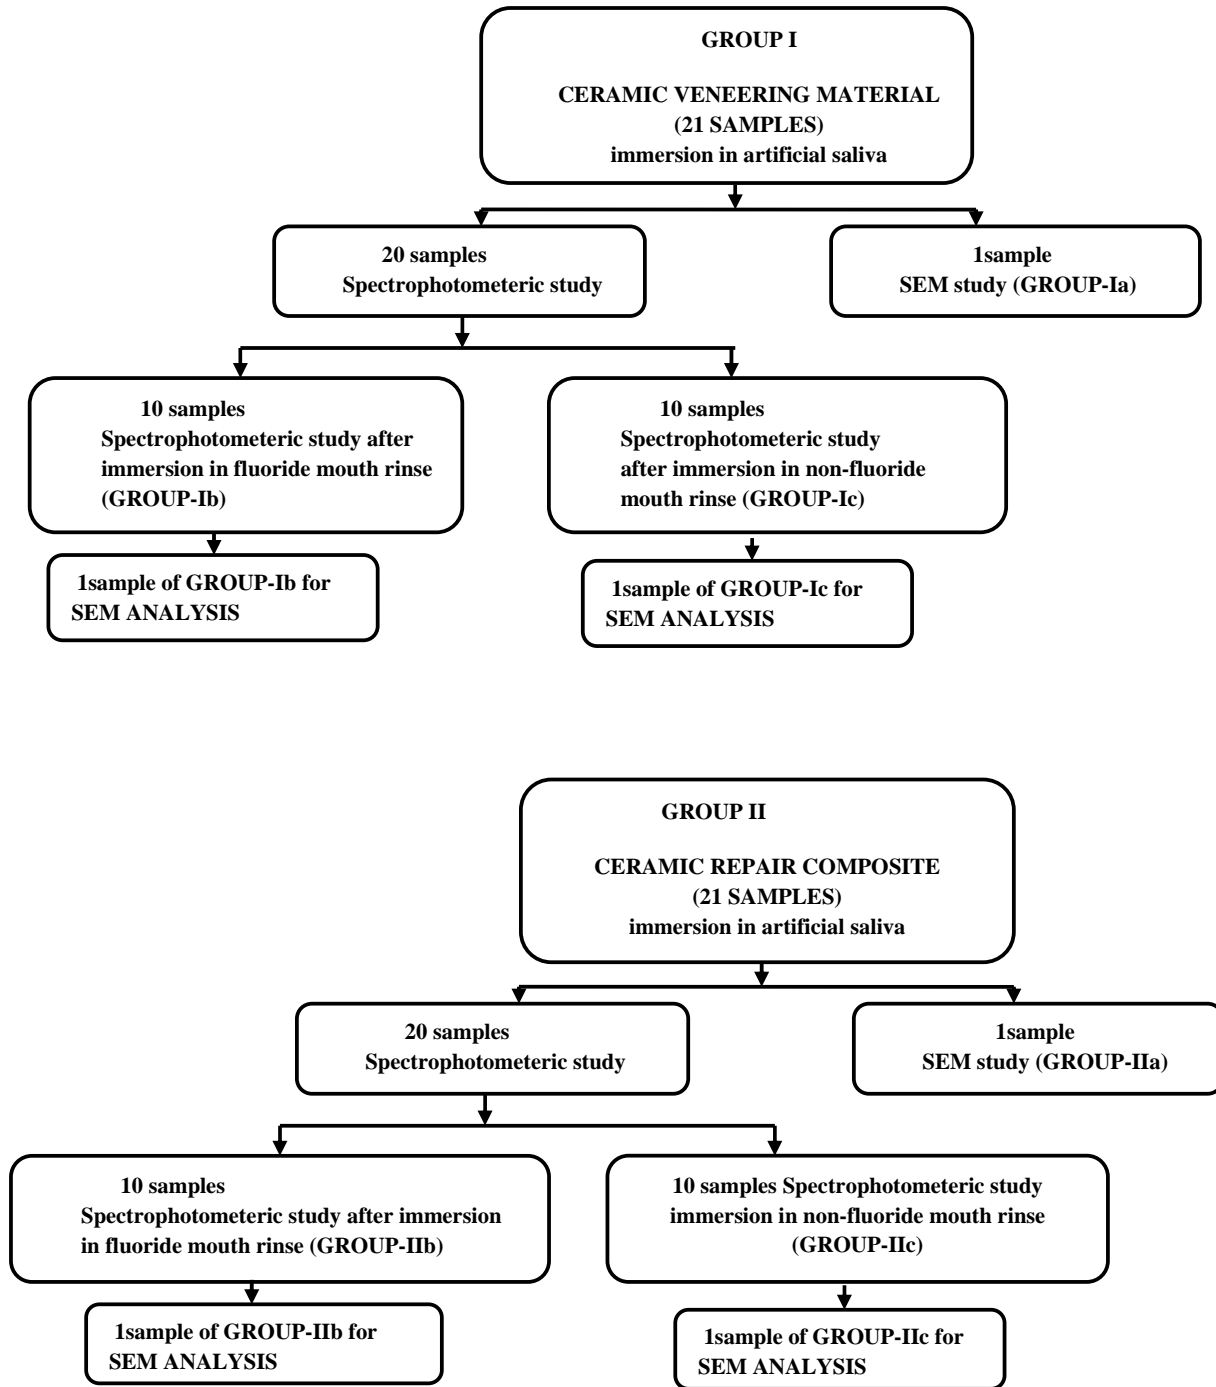 GROUP I
CERAMIC VENEERING MATERIAL
(21 SAMPLES)
immersion in artificial saliva
20 samples
Spectrophotometeric study
1sample
SEM study (GROUP-Ia)
10 samples
Spectrophotometeric study after
immersion in fluoride mouth rinse
(GROUP-Ib)
10 samples
Spectrophotometeric study
after immersion in non-fluoride
mouth rinse (GROUP-Ic)
1sample of GROUP-Ib for
SEM ANALYSIS
1sample of GROUP-Ic for
SEM ANALYSIS
GROUP II
CERAMIC REPAIR COMPOSITE
(21 SAMPLES)
immersion in artificial saliva
20 samples
Spectrophotometeric study
1sample
SEM study (GROUP-IIa)
10 samples
Spectrophotometeric study after immersion
in fluoride mouth rinse (GROUP-IIb)
10 samples Spectrophotometeric study
immersion in non-fluoride mouth rinse
(GROUP-IIc)
1sample of GROUP-IIb for
SEM ANALYSIS
1sample of GROUP-IIc for
SEM ANALYSIS